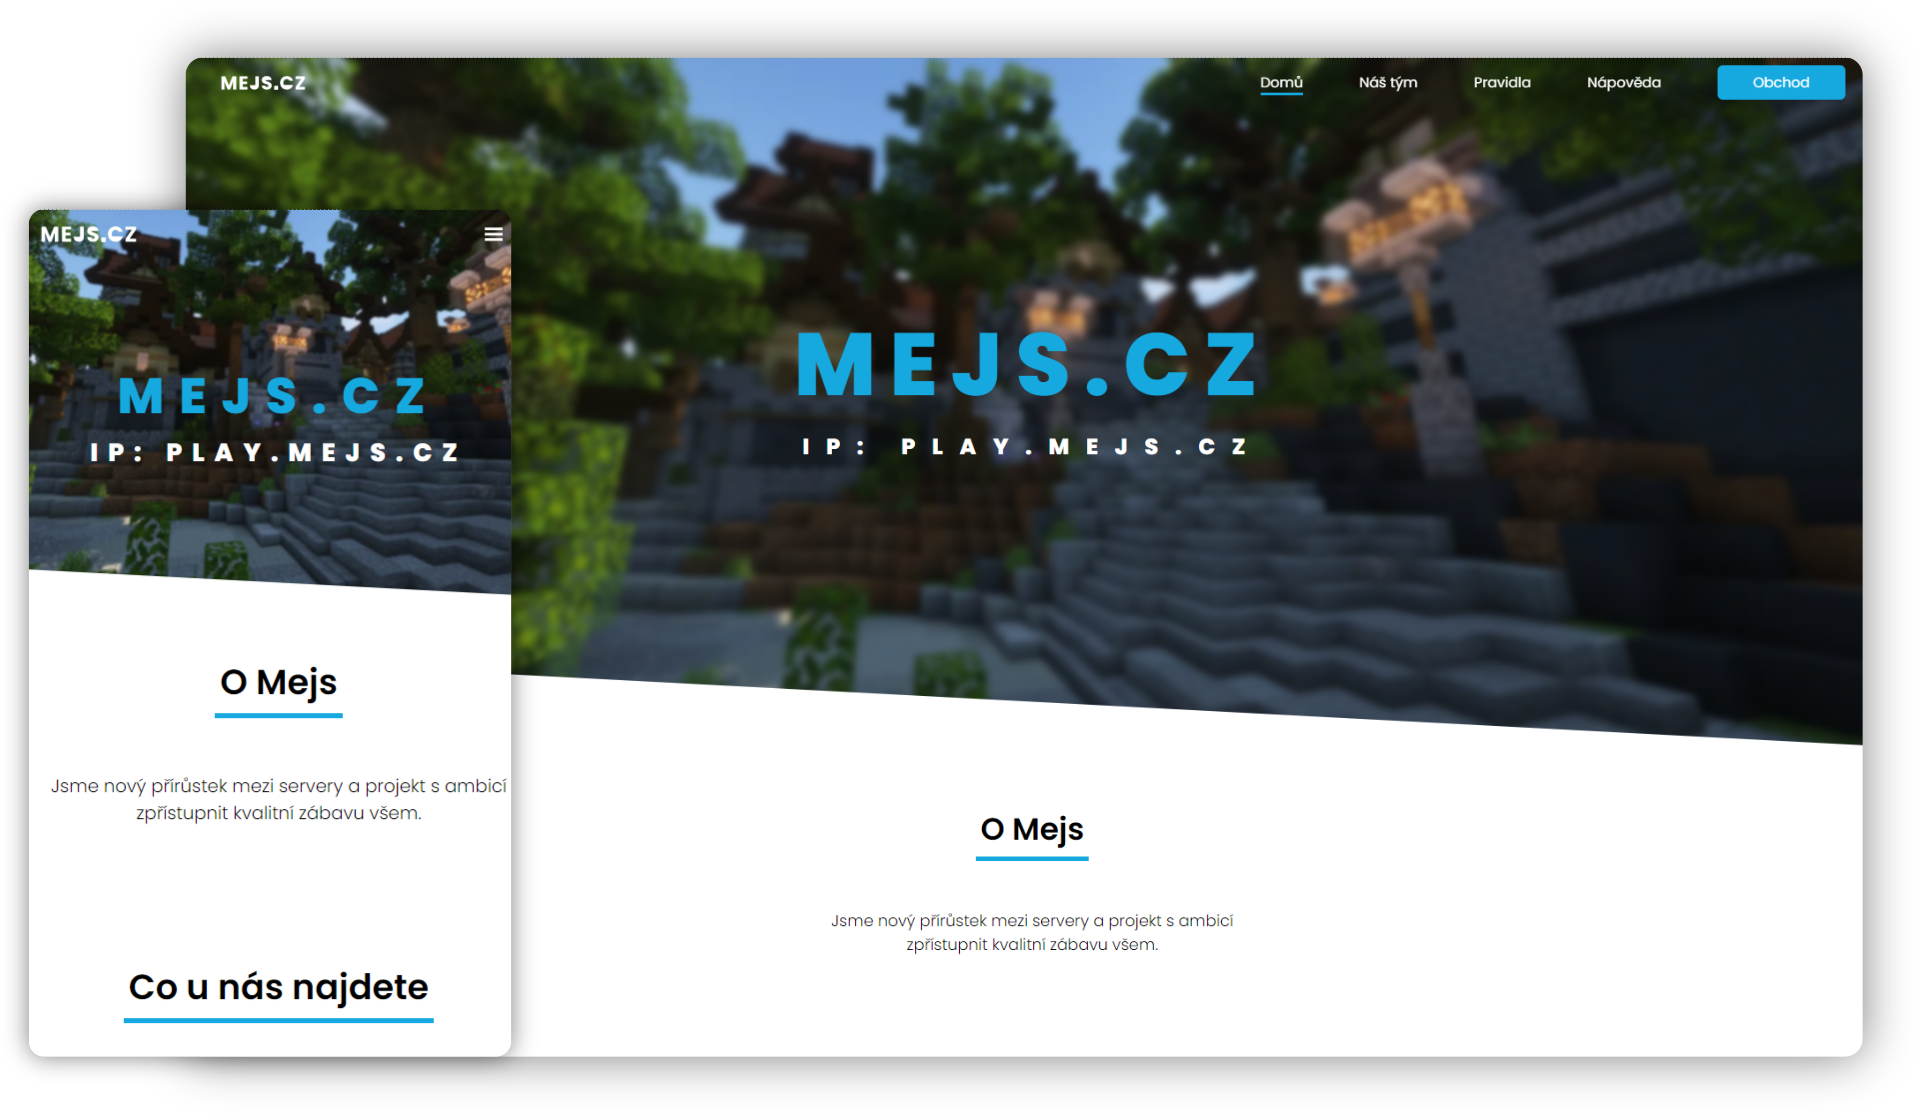 MEJS.CZ
Domů
Náš tým
Pravidla
Nápověda
Obchod
MEJS.CZ
IP: PLAY.MEJS.CZ
O Mejs
Jsme nový přírůstek mezi servery a projekt s ambicí
zpřístupnit kvalitní zábavu všem.
MEJS.CZ
MEJS.CZ
IP: PLAY.MEJS.CZ
O Mejs
Jsme nový přírůstek mezi servery a projekt s ambicí
zpřístupnit kvalitní zábavu všem.
Co u nás najdete